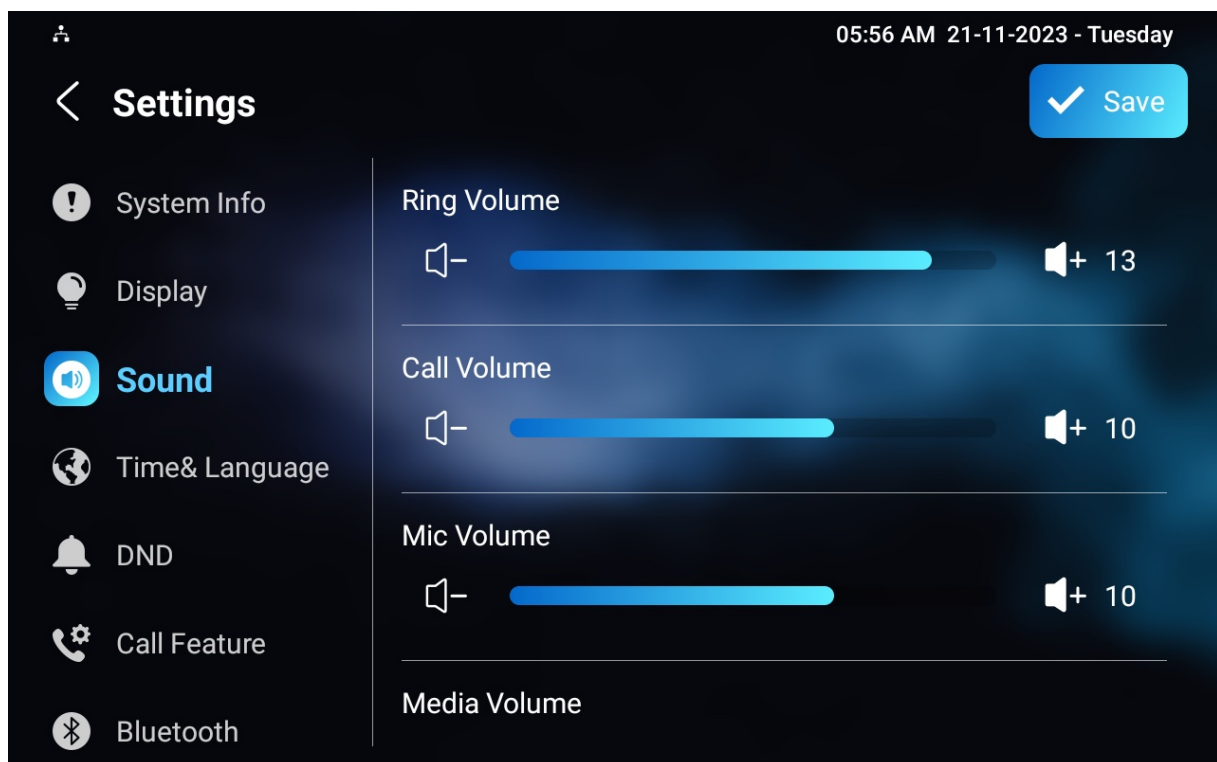 05:56 AM 21-11-2023 - Tuesday
Settings
Save
System Info
Display
Sound
Time& Language
DND
Call Feature
Bluetooth
Ring Volume
13
Call Volume
10
Mic Volume
10
Media Volume